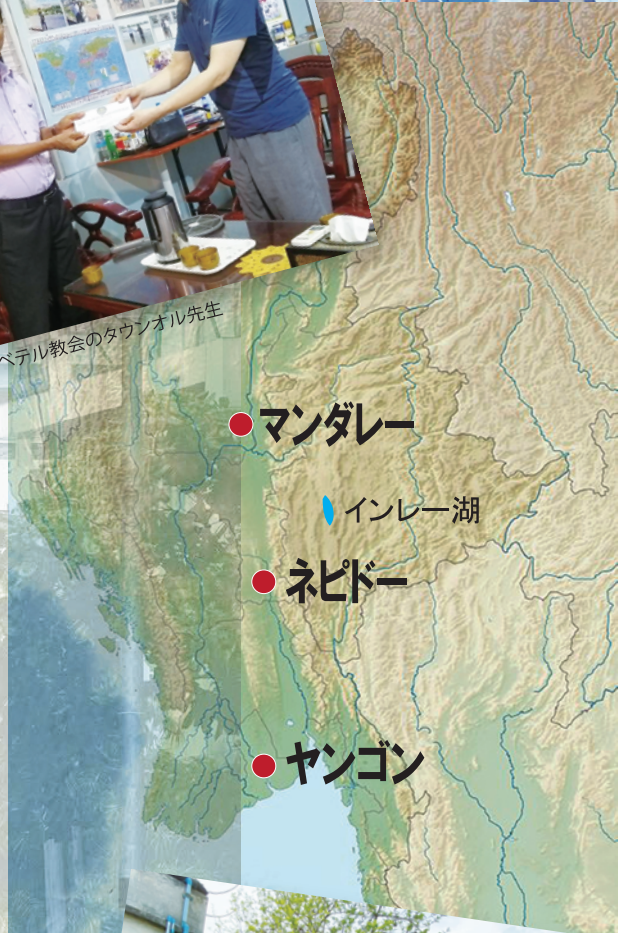 ベテル教会のタウンオル先生
マンダレー
インレー湖
ネピドー
ヤンゴン